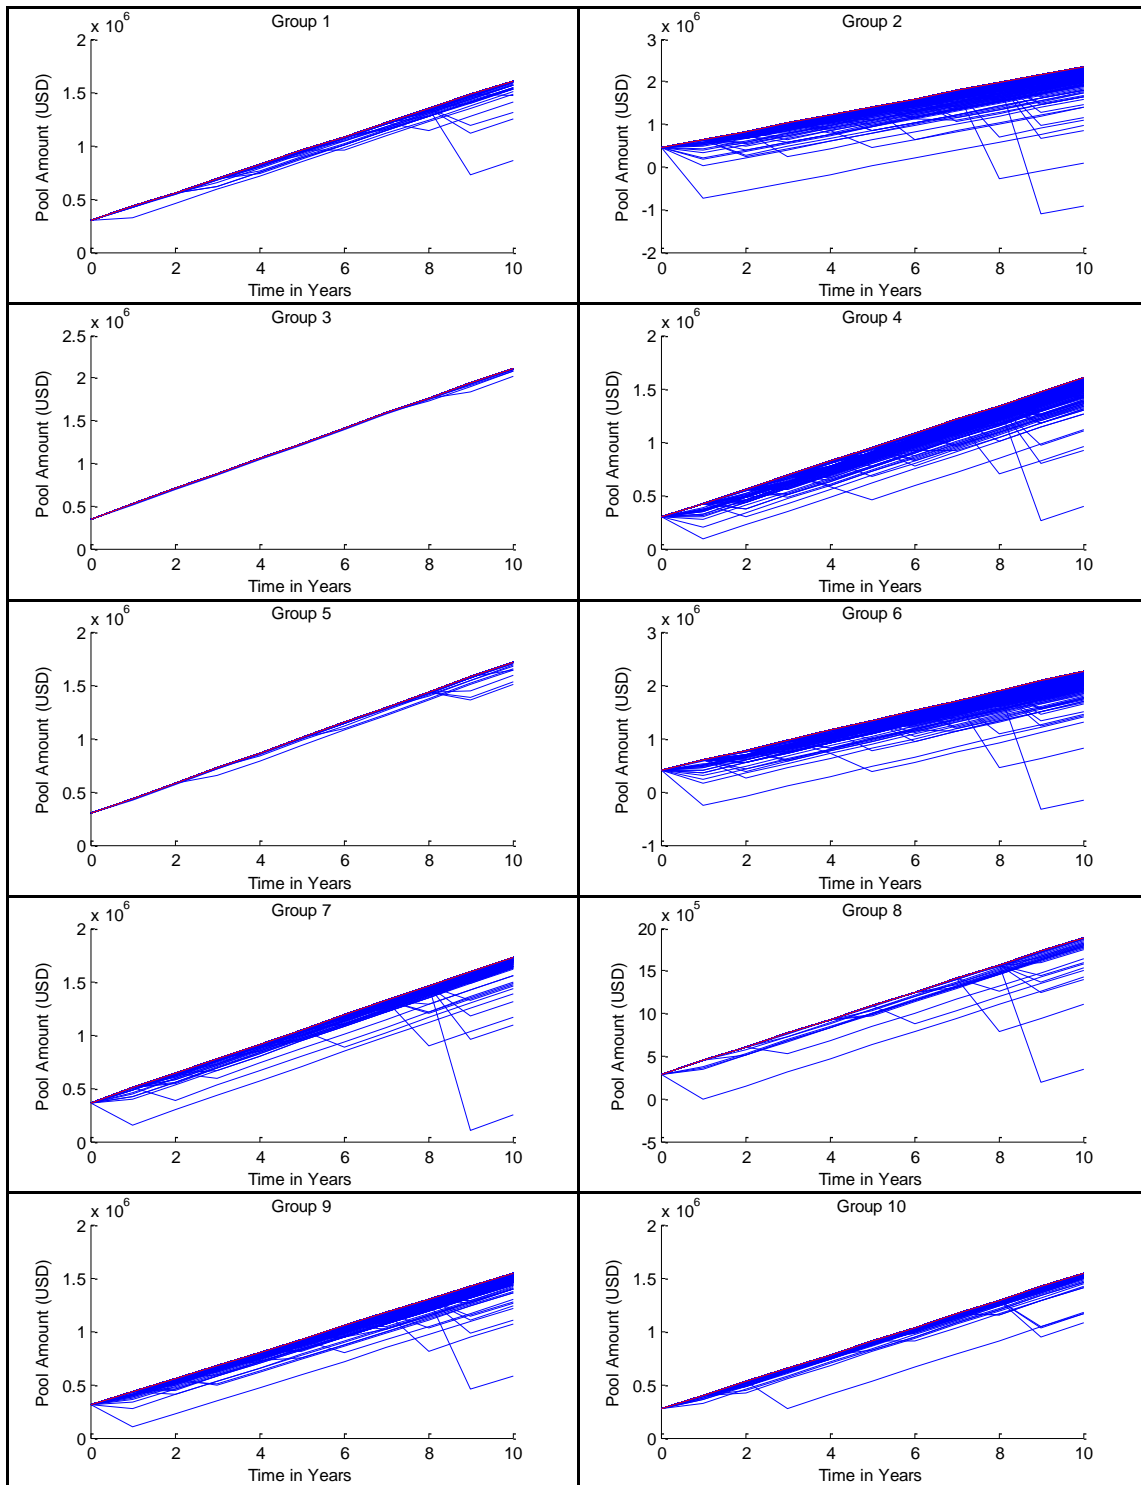 Group 1
x 10^6
2
1.5
1
0.5
0
0 2 4 6 8 10
Pool Amount (USD)
Time in Years
Group 2
x 10^6
3
2
1
0
-1
-2
0 2 4 6 8 10
Pool Amount (USD)
Time in Years
Group 3
x 10^6
2.5
2
1.5
1
0.5
0
0 2 4 6 8 10
Pool Amount (USD)
Time in Years
Group 4
x 10^6
2
1.5
1
0.5
0
0 2 4 6 8 10
Pool Amount (USD)
Time in Years
Group 5
x 10^6
2
1.5
1
0.5
0
0 2 4 6 8 10
Pool Amount (USD)
Time in Years
Group 6
x 10^6
3
2
1
0
-1
0 2 4 6 8 10
Pool Amount (USD)
Time in Years
Group 7
x 10^6
2
1.5
1
0.5
0
0 2 4 6 8 10
Pool Amount (USD)
Time in Years
Group 8
x 10^5
20
15
10
5
0
-5
0 2 4 6 8 10
Pool Amount (USD)
Time in Years
Group 9
x 10^6
2
1.5
1
0.5
0
0 2 4 6 8 10
Pool Amount (USD)
Time in Years
Group 10
x 10^6
2
1.5
1
0.5
0
0 2 4 6 8 10
Pool Amount (USD)
Time in Years